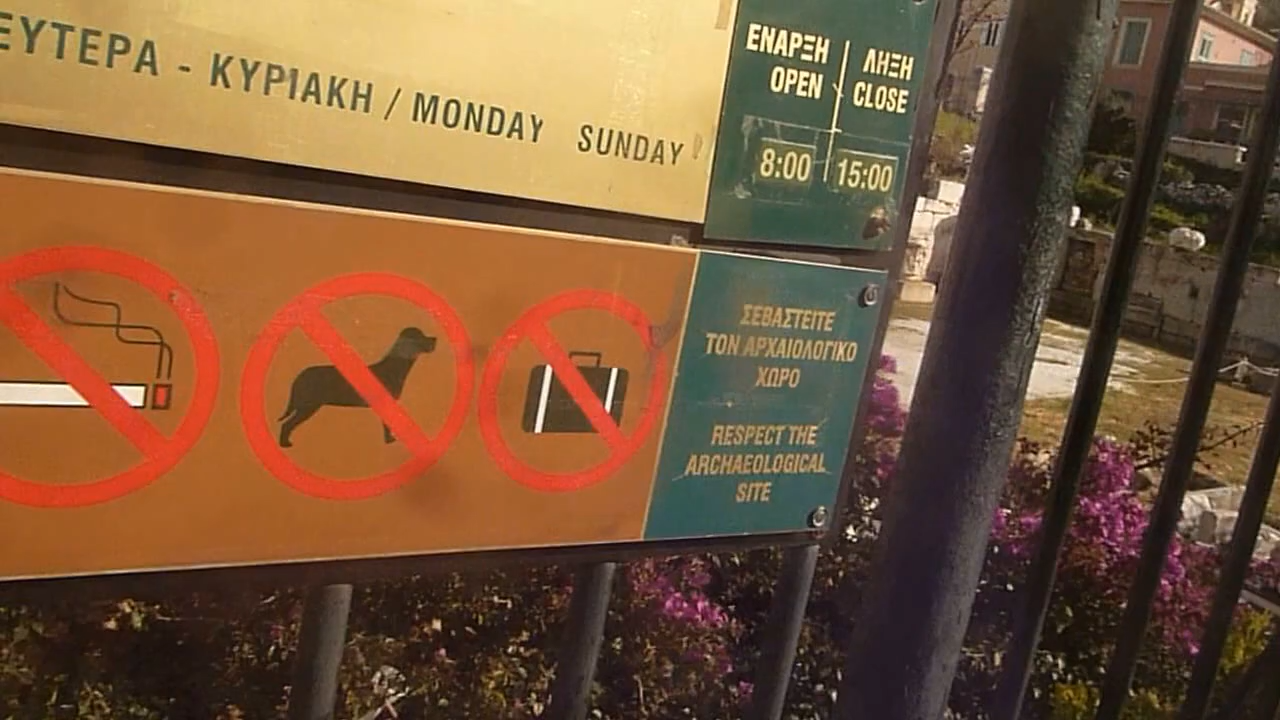 ΕΥΤΕΡΑ - ΚΥΡΙΑΚΗ / MONDAY SUNDAY
ΕΝΑΡΞΗ ΛΗΞΗ
OPEN CLOSE
8:00 15:00
ΣΕΒΑΣΤΕΙΤΕ
ΤΟΝ ΑΡΧΑΙΟΛΟΓΙΚΟ
ΧΩΡΟ
RESPECT THE
ARCHAEOLOGICAL
SITE